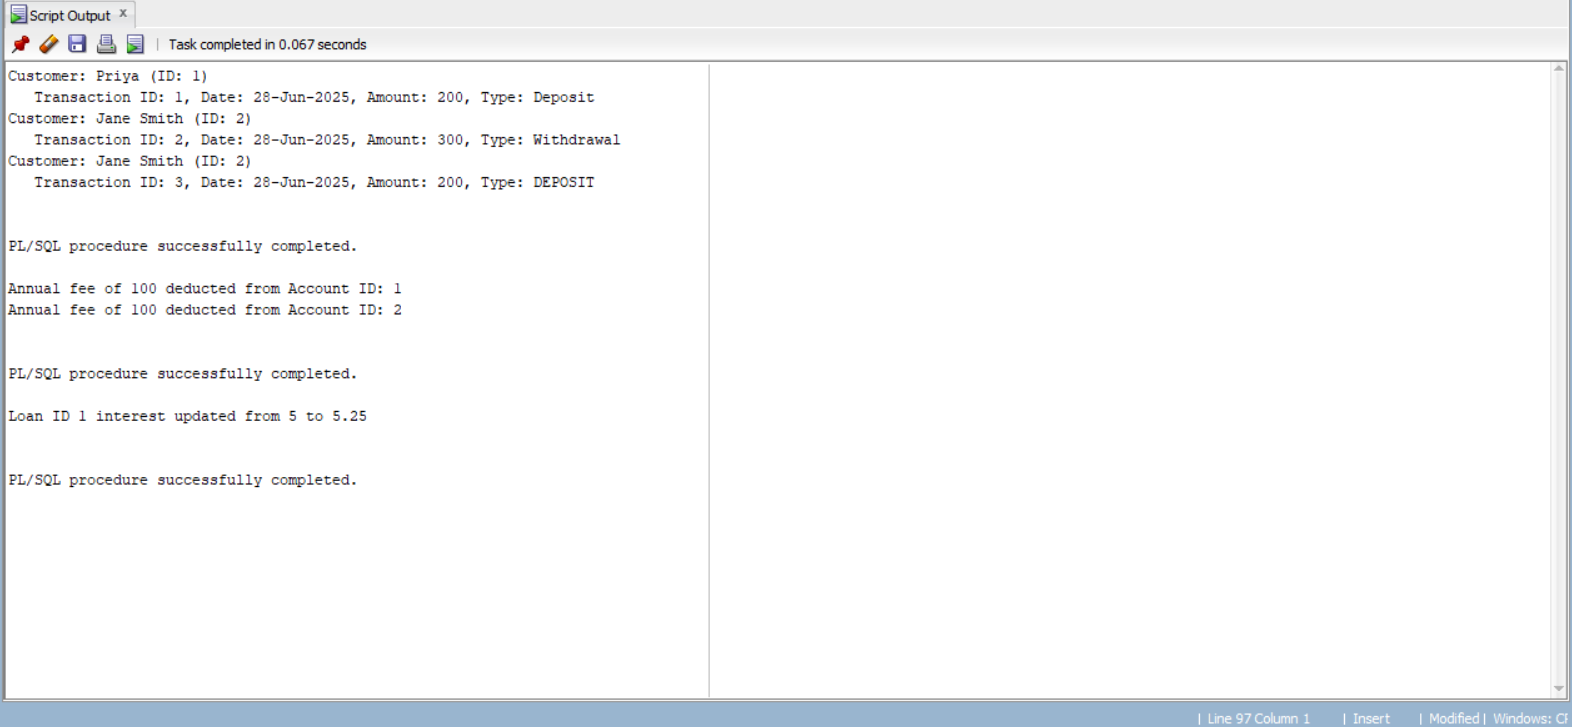 Script Output x
Task completed in 0.067 seconds
Customer: Priya (ID: 1)
Transaction ID: 1, Date: 28-Jun-2025, Amount: 200, Type: Deposit
Customer: Jane Smith (ID: 2)
Transaction ID: 2, Date: 28-Jun-2025, Amount: 300, Type: Withdrawal
Customer: Jane Smith (ID: 2)
Transaction ID: 3, Date: 28-Jun-2025, Amount: 200, Type: DEPOSIT
PL/SQL procedure successfully completed.
Annual fee of 100 deducted from Account ID: 1
Annual fee of 100 deducted from Account ID: 2
PL/SQL procedure successfully completed.
Loan ID 1 interest updated from 5 to 5.25
PL/SQL procedure successfully completed.
| Line 97 Column 1 | Insert | Modified | Windows: